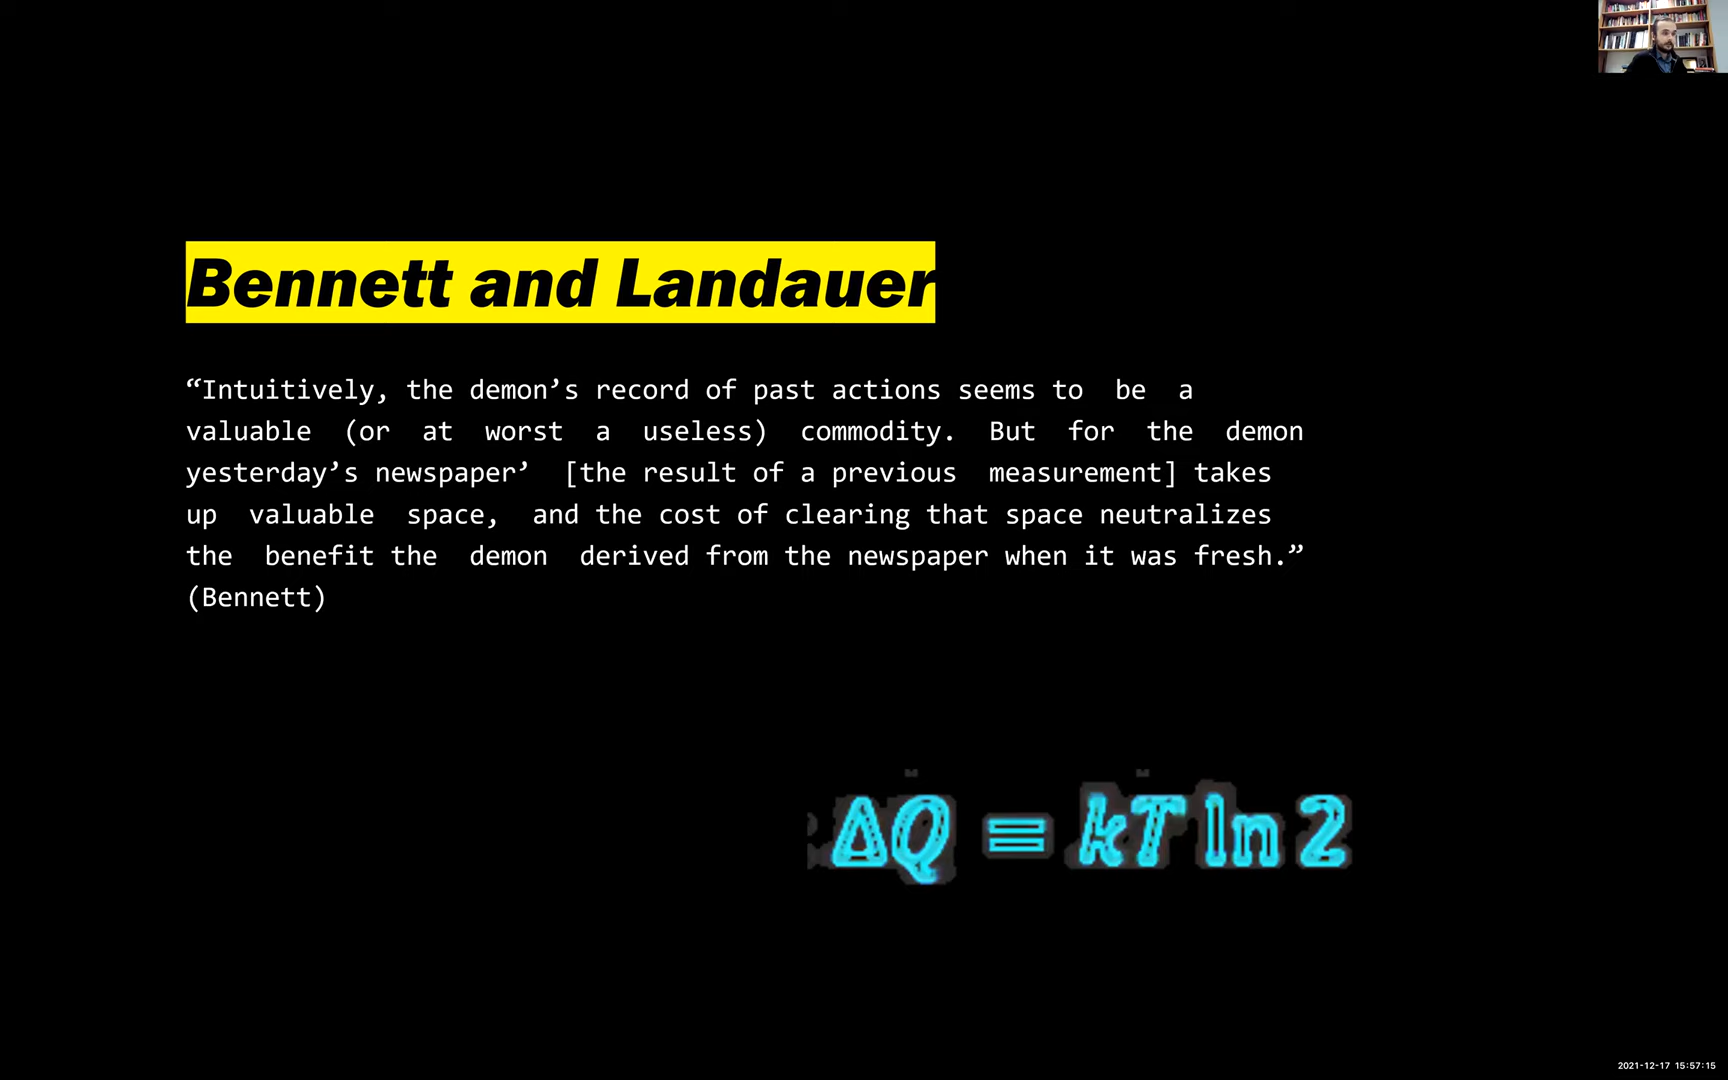 Bennett and Landauer
“Intuitively, the demon’s record of past actions seems to be a
valuable (or at worst a useless) commodity. But for the demon
yesterday’s newspaper’ [the result of a previous measurement] takes
up valuable space, and the cost of clearing that space neutralizes
the benefit the demon derived from the newspaper when it was fresh.”
(Bennett)
ΔQ = kT ln 2
2021-12-17 15:57:15